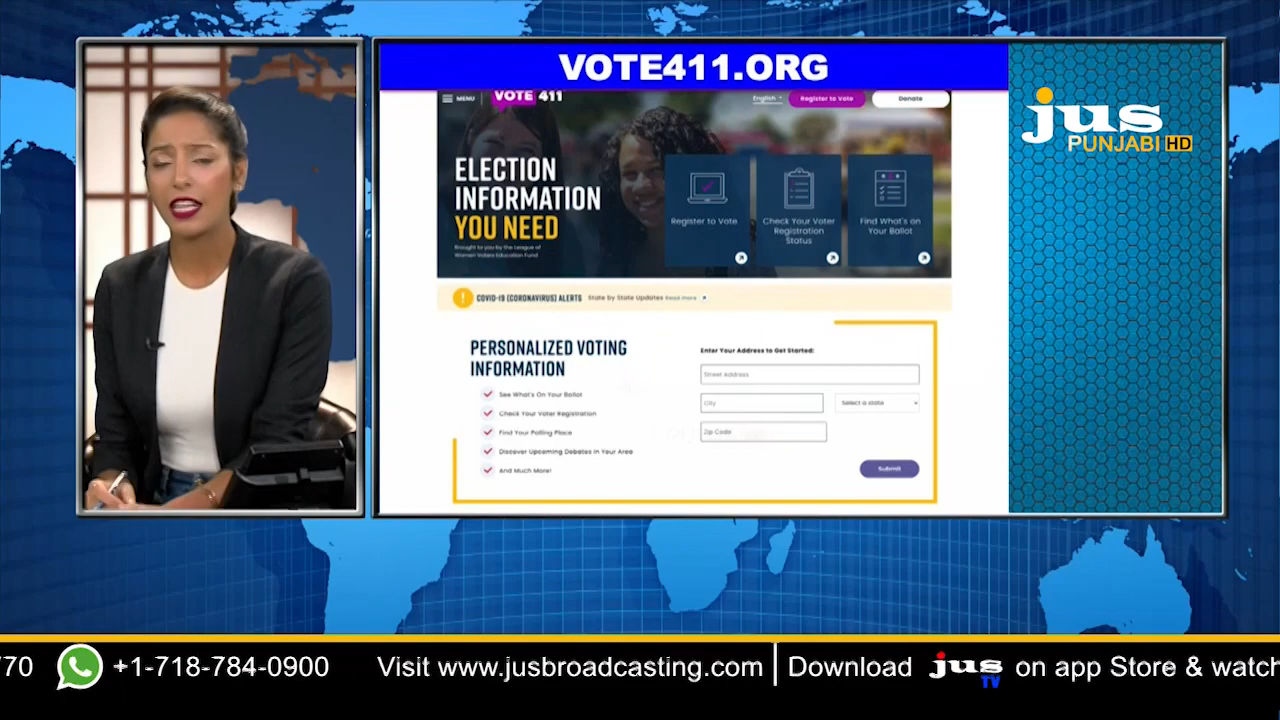 VOTE411.ORG
MENU
VOTE 411
English
Register to Vote
Donate
jus
PUNJABI HD
ELECTION
INFORMATION
YOU NEED
Brought to you by the League of
Women Voters Education Fund
Register to Vote
Check Your Voter
Registration
Status
Find What's on
Your Ballot
COVID-19 (CORONAVIRUS) ALERTS State by State Updates Read more
PERSONALIZED VOTING
INFORMATION
See What's On Your Ballot
Check Your Voter Registration
Find Your Polling Place
Discover Upcoming Debates in Your Area
And Much More!
Enter Your Address to Get Started:
Street Address
City
Select a state
Zip Code
Submit
70 +1-718-784-0900 Visit www.jusbroadcasting.com Download jus TV on app Store & watch